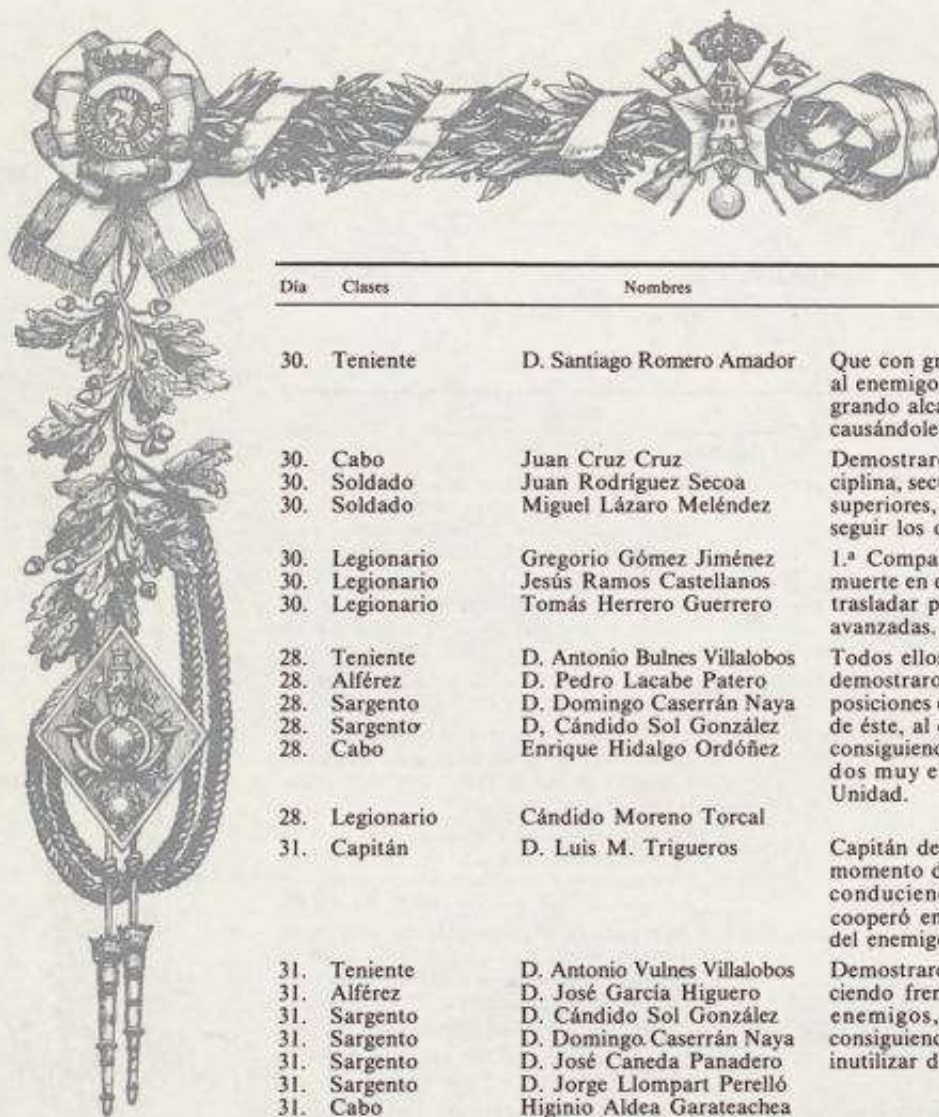 Día Clases Nombres
30. Teniente D. Santiago Romero Amador Que con gr
al enemigo
grando alca
causándole
30. Cabo Juan Cruz Cruz Demostraro
30. Soldado Juan Rodríguez Secoa ciplina, secu
30. Soldado Miguel Lázaro Meléndez superiores,
seguir los o
30. Legionario Gregorio Gómez Jiménez 1.ª Compa
30. Legionario Jesús Ramos Castellanos muerte en c
30. Legionario Tomás Herrero Guerrero trasladar p
avanzadas.
28. Teniente D. Antonio Bulnes Villalobos Todos ello
28. Alférez D. Pedro Lacabe Patero demostraro
28. Sargento D. Domingo Caserrán Naya posiciones
28. Sargento D, Cándido Sol González de éste, al
28. Cabo Enrique Hidalgo Ordóñez consiguiend
dos muy e
Unidad.
28. Legionario Cándido Moreno Torcal
31. Capitán D. Luis M. Trigueros Capitán de
momento d
conduciend
cooperó en
del enemigo
31. Teniente D. Antonio Vulnes Villalobos Demostraro
31. Alférez D. José García Higuero ciendo fren
31. Sargento D. Cándido Sol González enemigos,
31. Sargento D. Domingo. Caserrán Naya consiguiend
31. Sargento D. José Caneda Panadero inutilizar d
31. Sargento D. Jorge Llompart Perelló
31. Cabo Higinio Aldea Garateachea